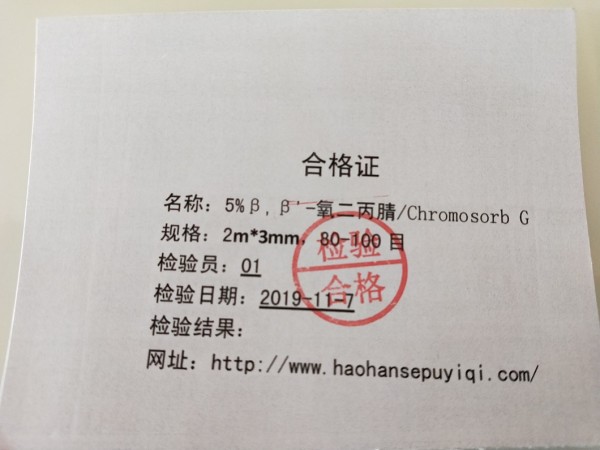 合格证
名称：5%β,β'-氧二丙腈/Chromosorb G
规格：2m*3mm，80-100 目
检验员：01
检验日期：2019-11-7
检验结果：
网址：http://www.haohansepuyiqi.com/
检验
合格